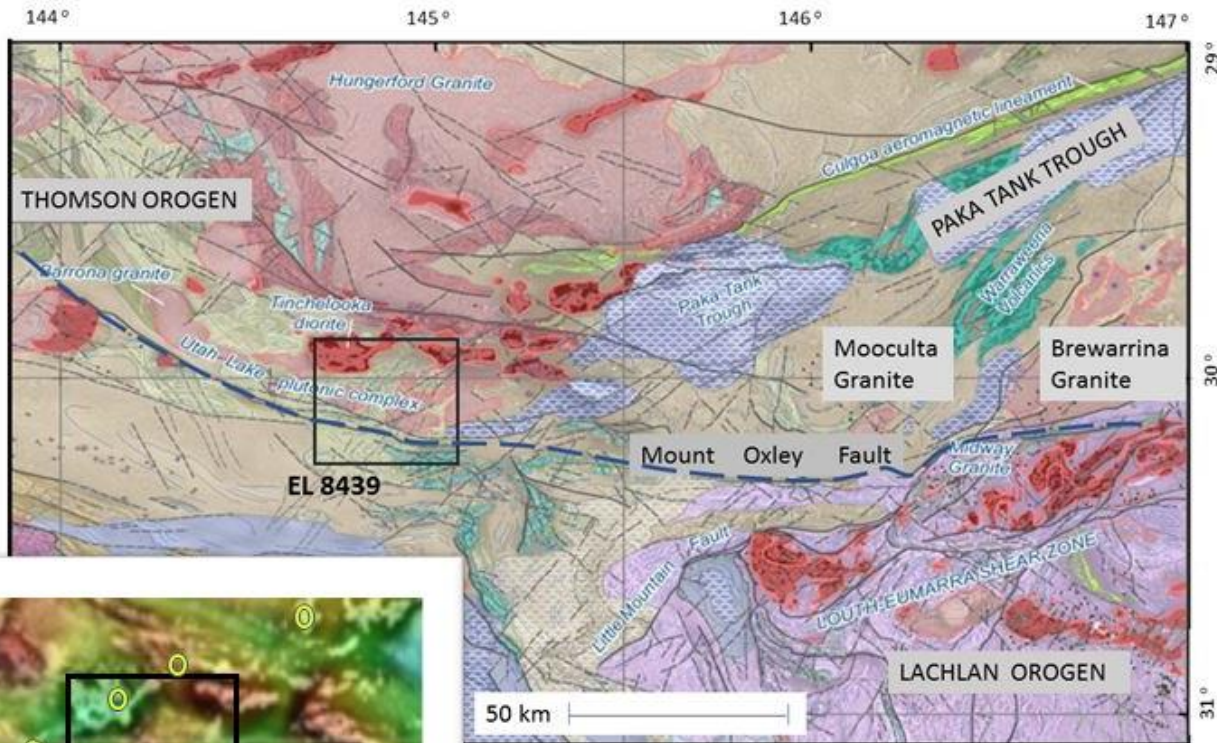 144°
145°
146°
147°
29°
Hungerford Granite
Culgoa aeromagnetic lineament
THOMSON OROGEN
PAKA TANK TROUGH
Barrona granite
Tinchelooka
diorite
Paka Tank
Trough
Warraweena
Volcanics
Utah Lake plutonic complex
Mooculta
Granite
Brewarrina
Granite
30°
Mount Oxley Fault
Midway
Granite
EL 8439
Little Mountain Fault
LOUTH-EUMARRA SHEAR ZONE
LACHLAN OROGEN
50 km
31°